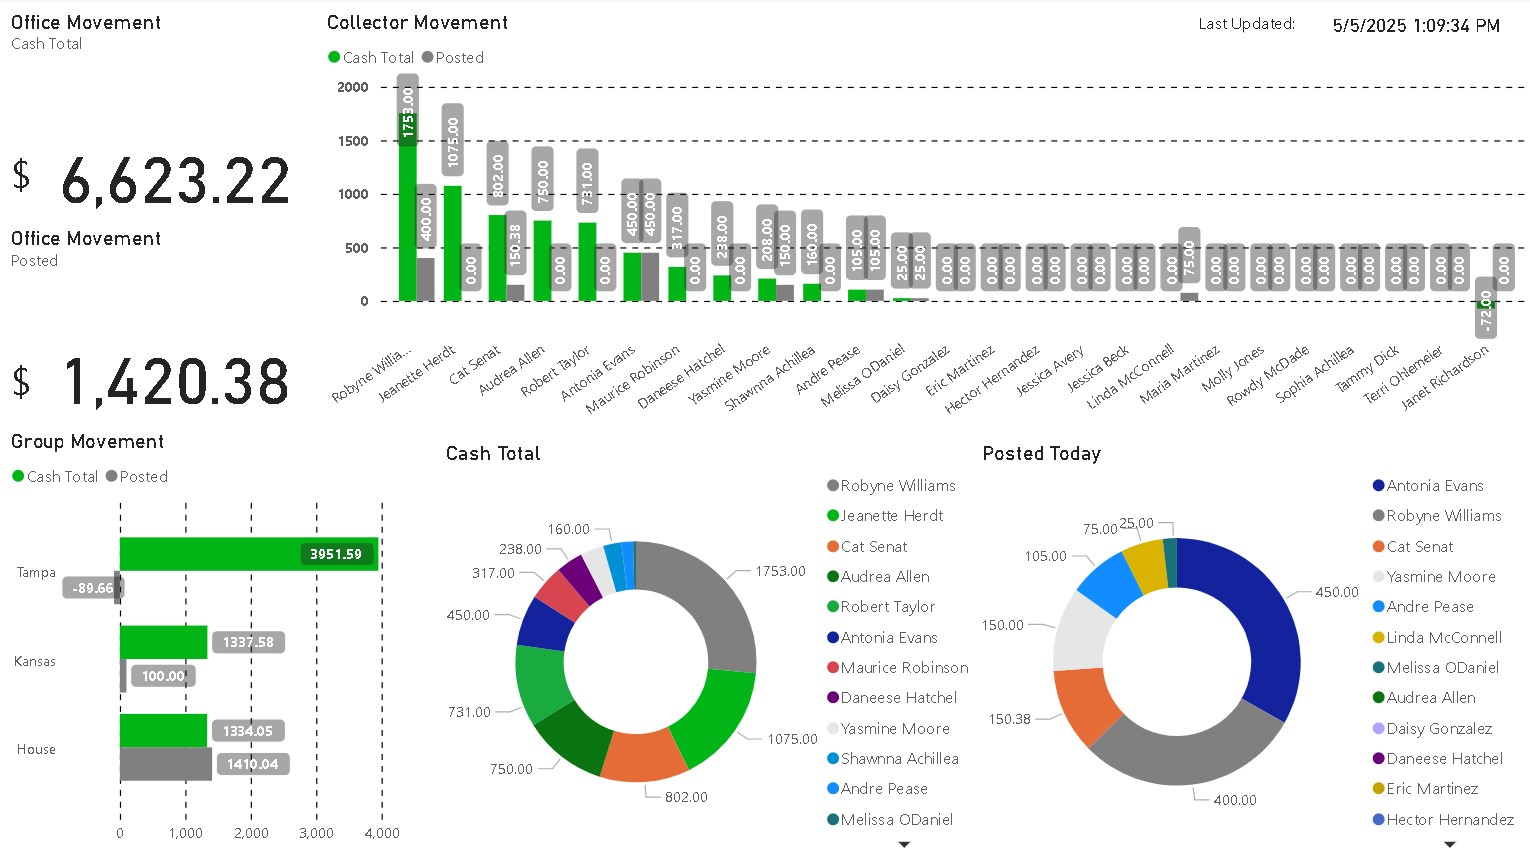 Office Movement
Cash Total
$ 6,623.22
Office Movement
Posted
$ 1,420.38
Collector Movement
Last Updated: 5/5/2025 1:09:34 PM
Cash Total Posted
2000
1500
1000
500
0
1753.00
400.00
1075.00
0.00
802.00
150.38
750.00
0.00
731.00
0.00
450.00
450.00
317.00
0.00
238.00
0.00
208.00
150.00
160.00
0.00
105.00
105.00
25.00
25.00
0.00
0.00
0.00
0.00
0.00
0.00
0.00
0.00
0.00
0.00
0.00
75.00
0.00
0.00
0.00
0.00
0.00
0.00
0.00
0.00
0.00
0.00
0.00
0.00
0.00
0.00
-72.00
0.00
Robyne Willia...
Jeanette Herdt
Cat Senat
Audrea Allen
Robert Taylor
Antonia Evans
Maurice Robinson
Daneese Hatchel
Yasmine Moore
Shawnna Achillea
Andre Pease
Melissa ODaniel
Daisy Gonzalez
Eric Martinez
Hector Hernandez
Jessica Avery
Jessica Beck
Linda McConnell
Maria Martinez
Molly Jones
Rowdy McDade
Sophia Achillea
Tammy Dick
Terri Ohlemeier
Janet Richardson
Group Movement
Cash Total Posted
Tampa
3951.59
-89.66
Kansas
1337.58
100.00
House
1334.05
1410.04
0 1,000 2,000 3,000 4,000
Cash Total
160.00
238.00
317.00
450.00
731.00
750.00
802.00
1075.00
1753.00
Robyne Williams
Jeanette Herdt
Cat Senat
Audrea Allen
Robert Taylor
Antonia Evans
Maurice Robinson
Daneese Hatchel
Yasmine Moore
Shawnna Achillea
Andre Pease
Melissa ODaniel
Posted Today
25.00
75.00
105.00
150.00
150.38
400.00
450.00
Antonia Evans
Robyne Williams
Cat Senat
Yasmine Moore
Andre Pease
Linda McConnell
Melissa ODaniel
Audrea Allen
Daisy Gonzalez
Daneese Hatchel
Eric Martinez
Hector Hernandez